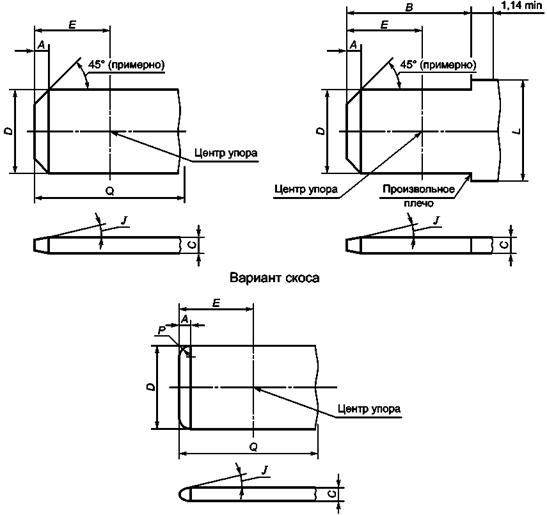 E
A
45° (примерно)
D
Центр упора
Q
J
C
B
1,14 min
E
A
45° (примерно)
D
L
Центр упора
Произвольное
плечо
J
C
Вариант скоса
E
A
P
D
Центр упора
Q
J
C